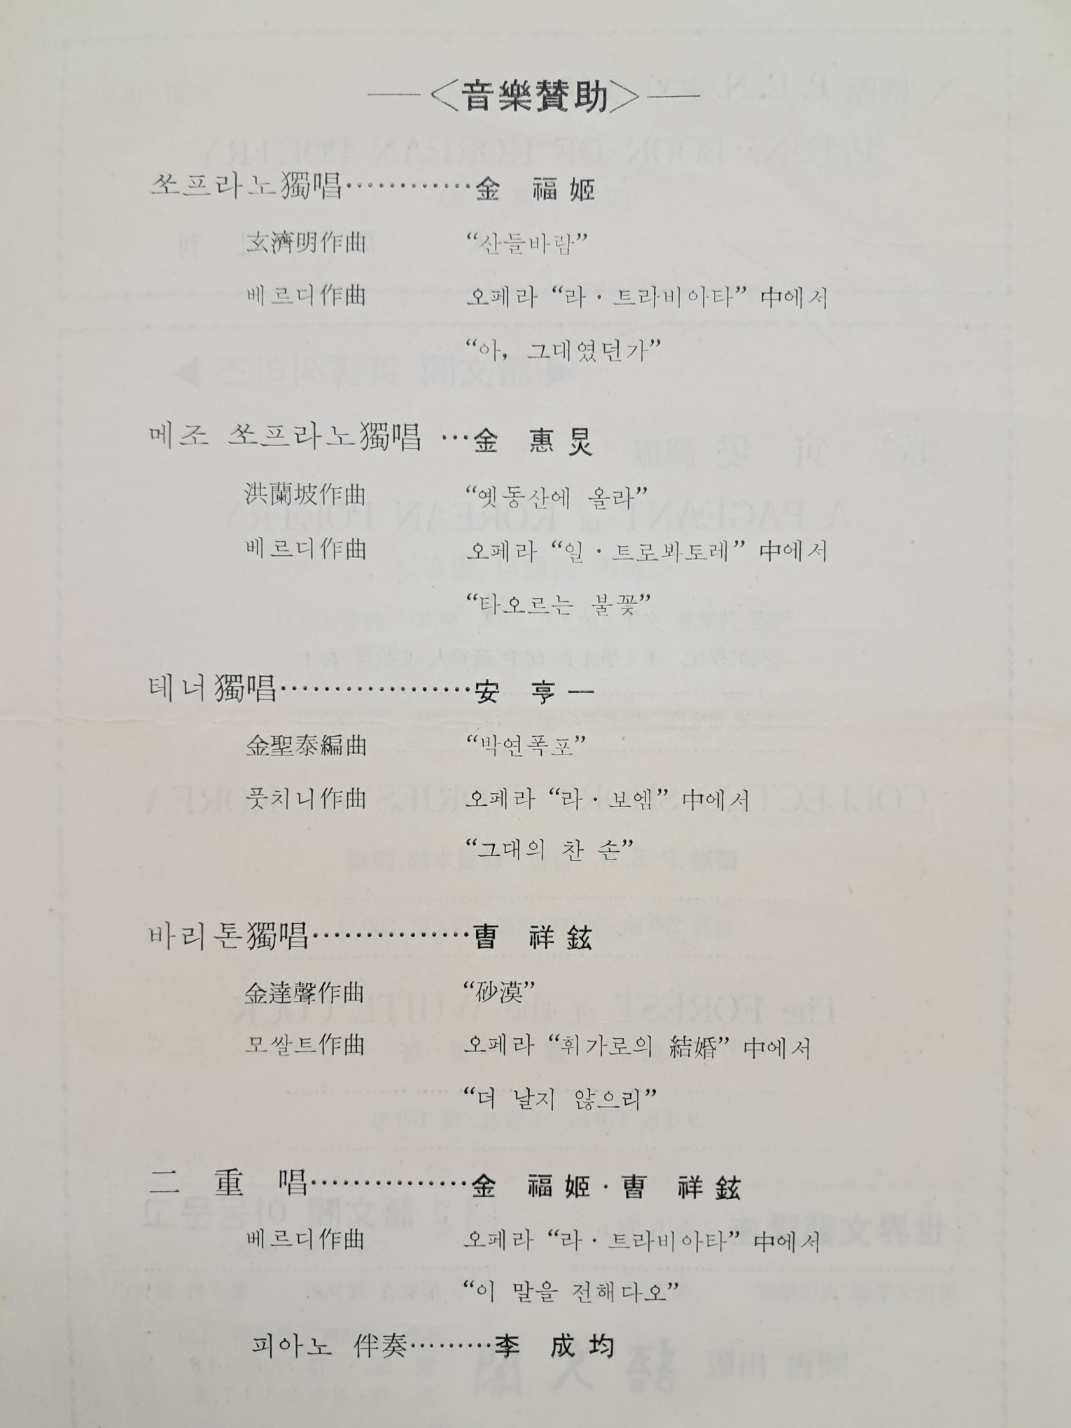 ──<音樂贊助>──
쏘프라노獨唱…………金 福姬
玄濟明作曲 “산들바람”
베르디作曲 오페라 “라·트라비아타” 中에서
“아, 그대였던가”
메조 쏘프라노獨唱 …金 惠炅
洪蘭坡作曲 “옛동산에 올라”
베르디作曲 오페라 “일·트로봐토레” 中에서
“타오르는 불꽃”
테너獨唱………………安 亨一
金聖泰編曲 “박연폭포”
풋치니作曲 오페라 “라·보엠” 中에서
“그대의 찬 손”
바리톤獨唱……………曺 祥鉉
金達聲作曲 “砂漠”
모쌀트作曲 오페라 “휘가로의 結婚” 中에서
“더 날지 않으리”
二 重 唱……………金 福姬·曺 祥鉉
베르디作曲 오페라 “라·트라비아타” 中에서
“이 말을 전해다오”
피아노 伴奏………李 成均